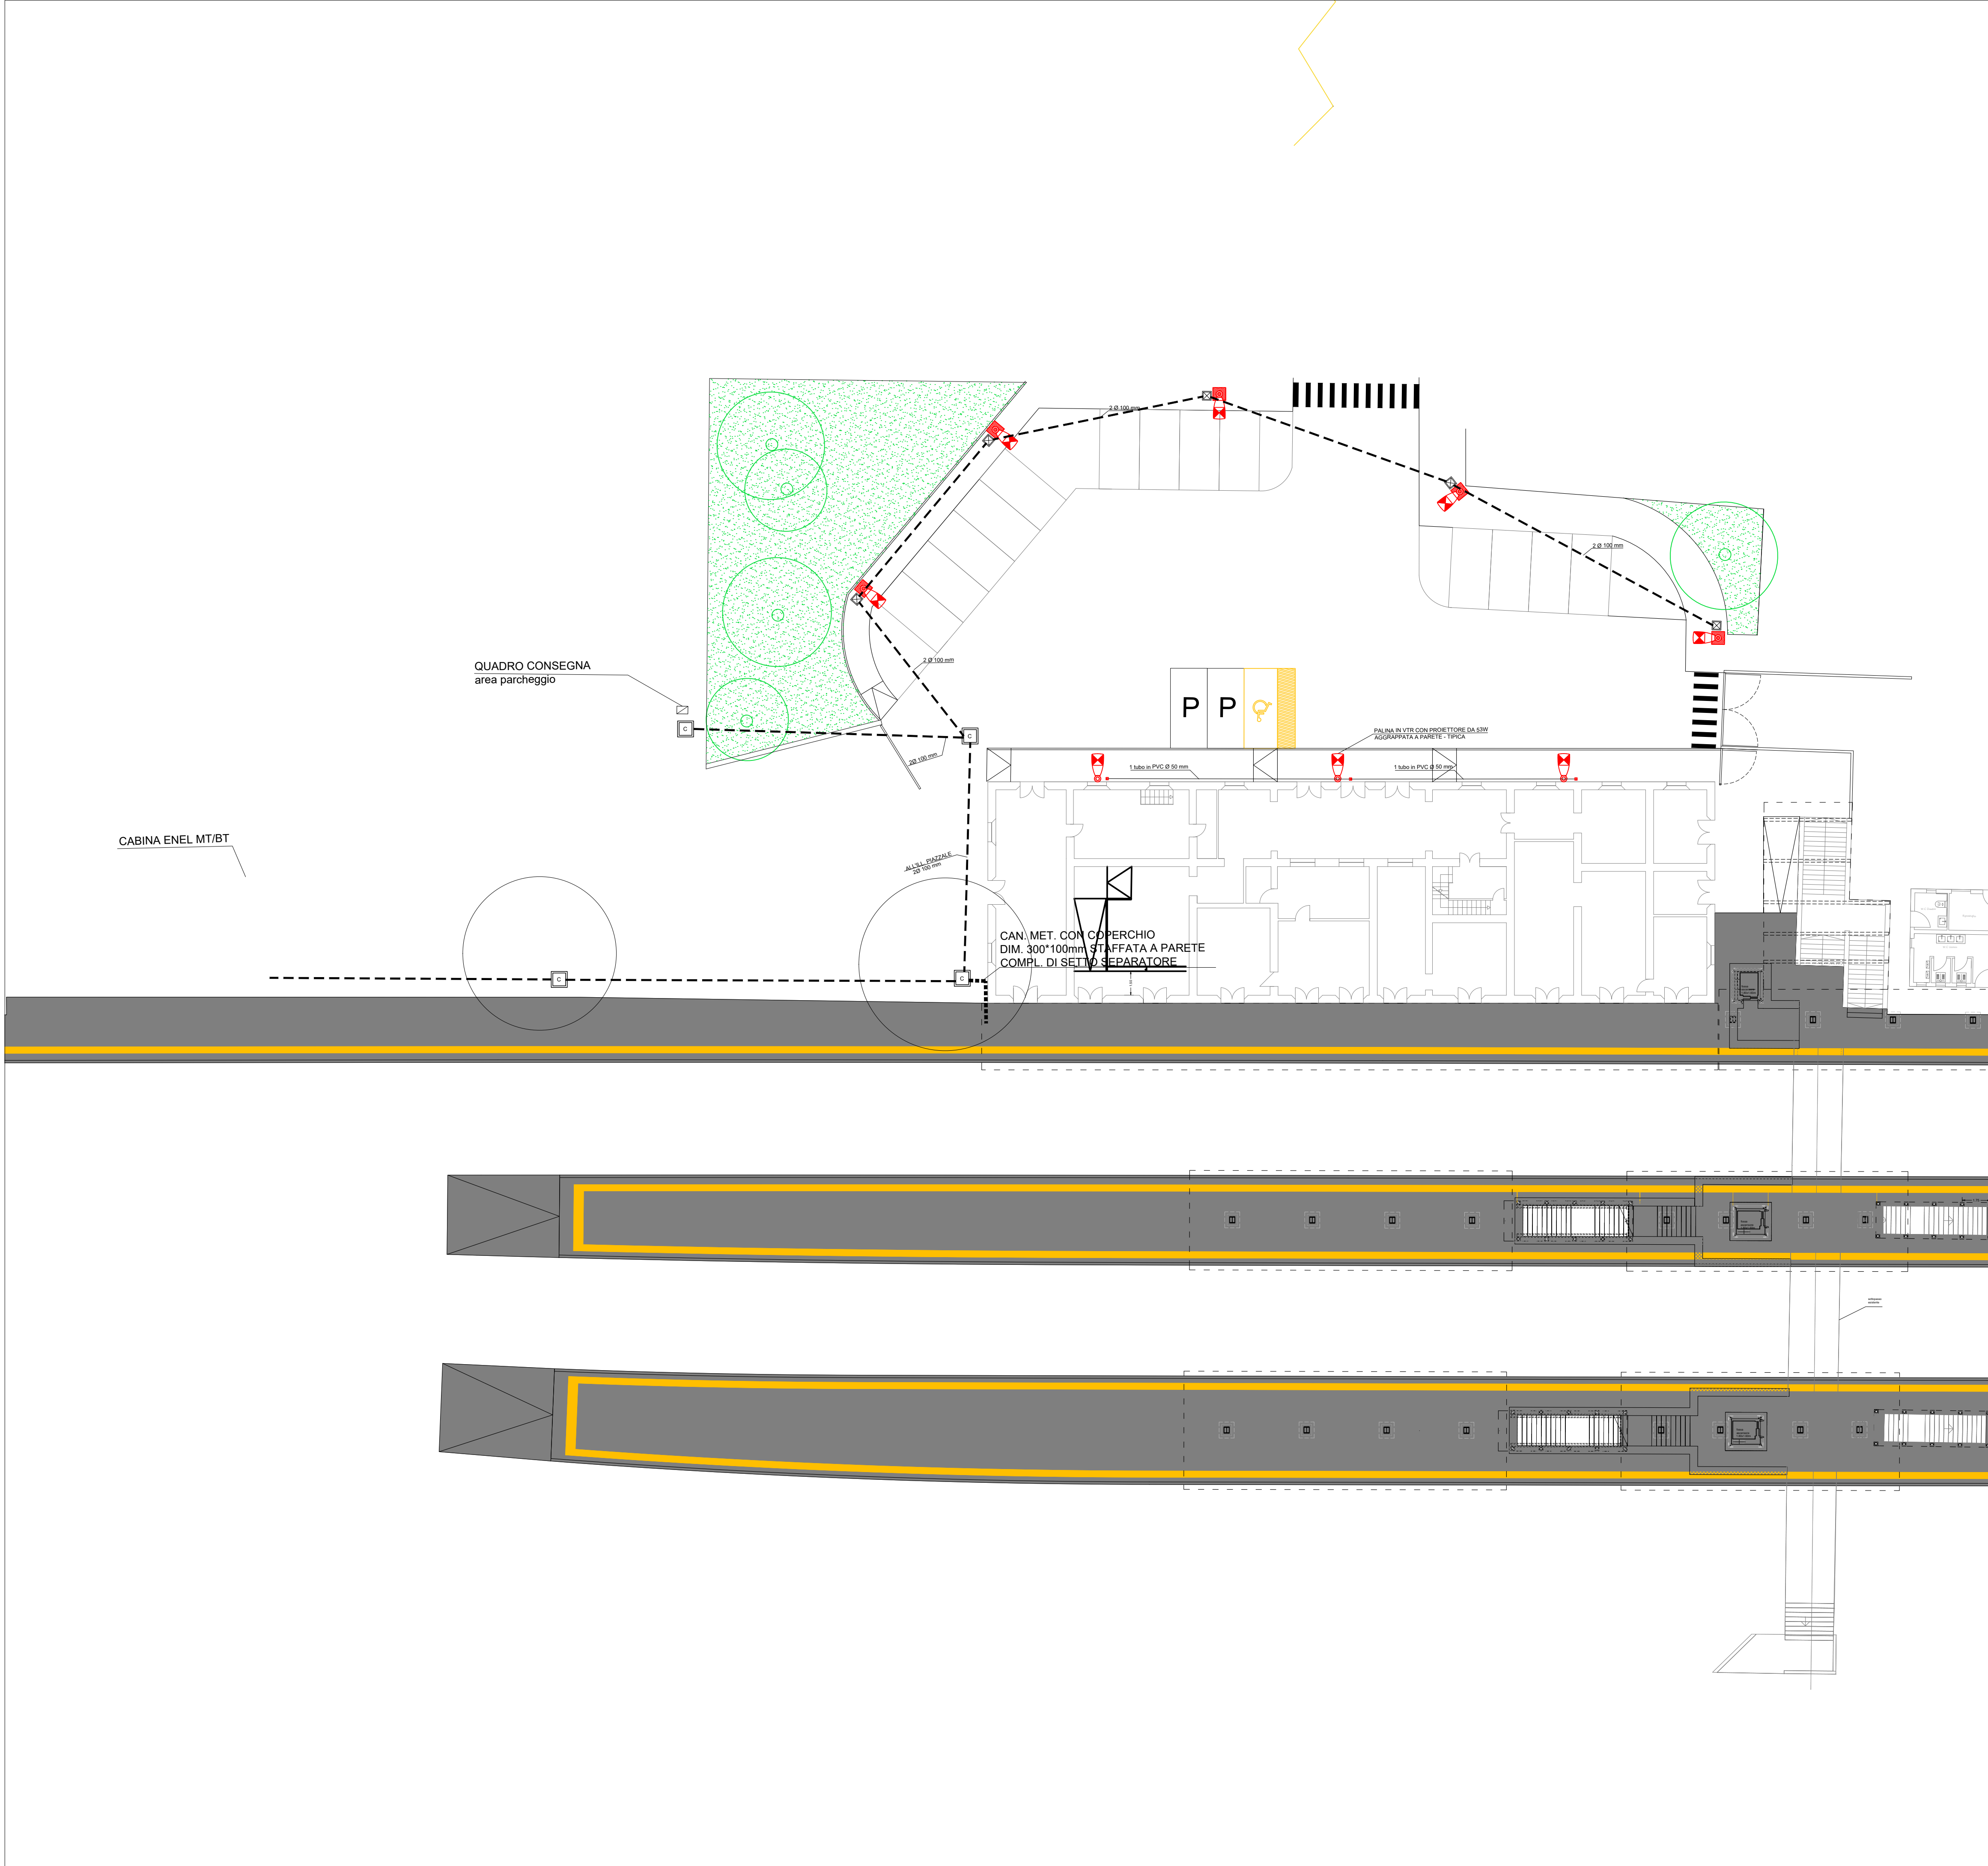 2 Ø 100 mm
2 Ø 100 mm
2 Ø 100 mm
QUADRO CONSEGNA
area parcheggio
P P
C
C
PALINA IN VTR CON PROIETTORE DA 53W
AGGRAPPATA A PARETE - TIPICA
2Ø 100 mm
1 tubo in PVC Ø 50 mm
1 tubo in PVC Ø 50 mm
CABINA ENEL MT/BT
ALL'ILL. PIAZZALE
2Ø 100 mm
CAN. MET. CON COPERCHIO
DIM. 300*100mm STAFFATA A PARETE
COMPL. DI SETTO SEPARATORE
C
C